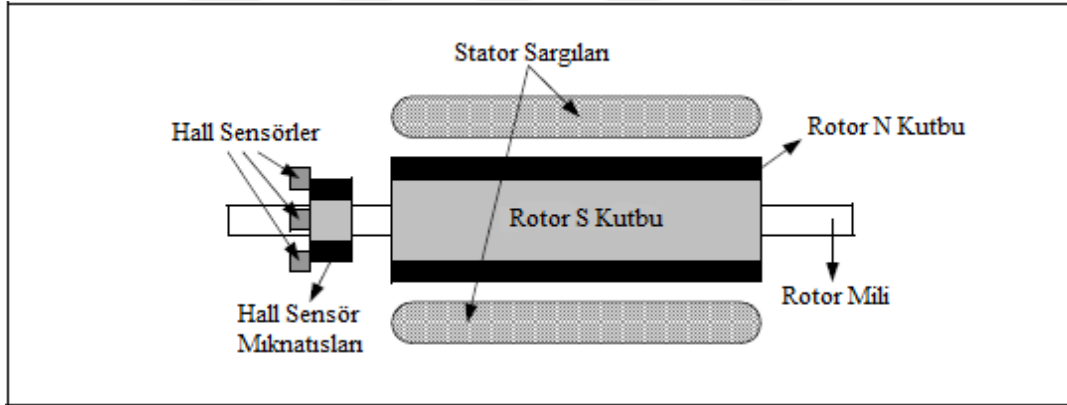 Stator Sargıları
Hall Sensörler
Rotor N Kutbu
Rotor S Kutbu
Rotor Mili
Hall Sensör
Mıknatısları